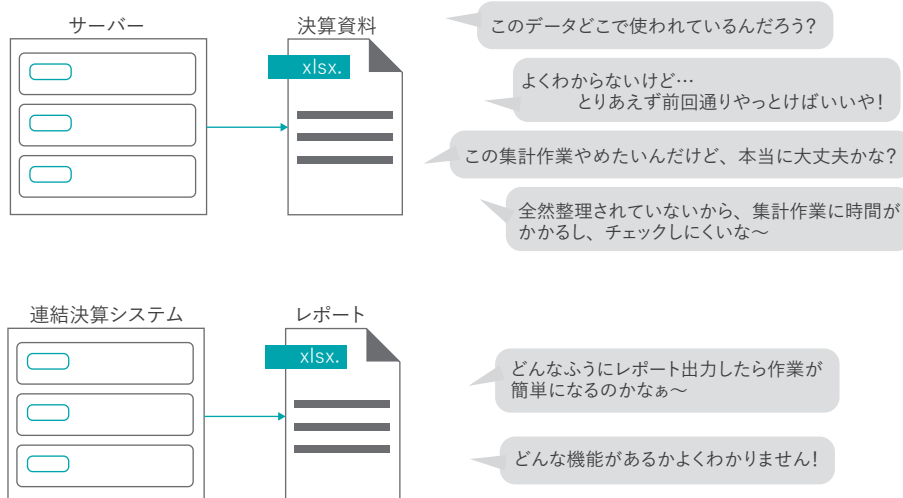 サーバー
決算資料
xlsx.
このデータどこで使われているんだろう?
よくわからないけど…
とりあえず前回通りやっとけばいいや!
この集計作業やめたいんだけど、本当に大丈夫かな?
全然整理されていないから、集計作業に時間が
かかるし、チェックしにくいな〜
連結決算システム
レポート
xlsx.
どんなふうにレポート出力したら作業が
簡単になるのかなぁ〜
どんな機能があるかよくわかりません!